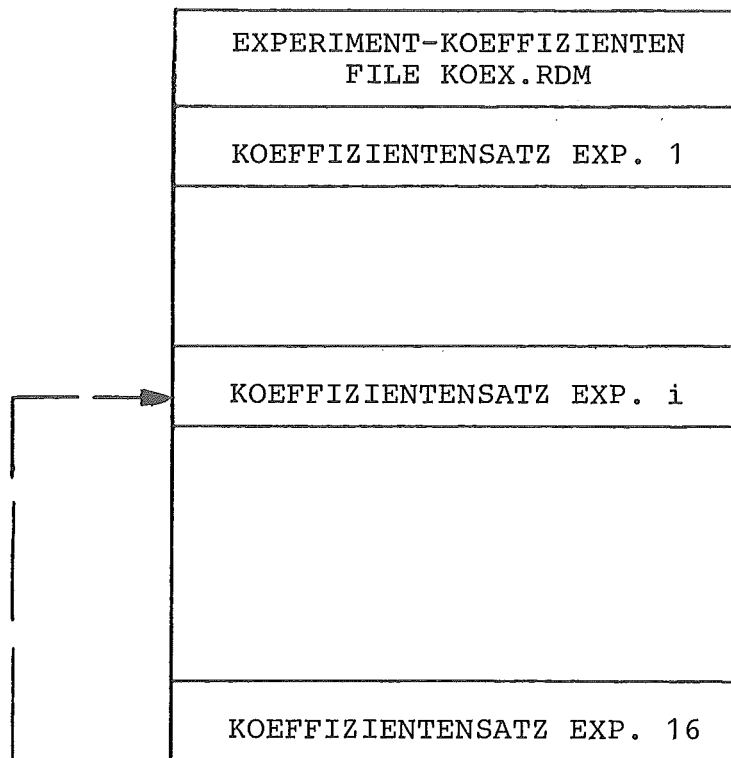 EXPERIMENT-KOEFFIZIENTEN
FILE KOEX.RDM
KOEFFIZIENTENSATZ EXP. 1
KOEFFIZIENTENSATZ EXP. i
KOEFFIZIENTENSATZ EXP. 16